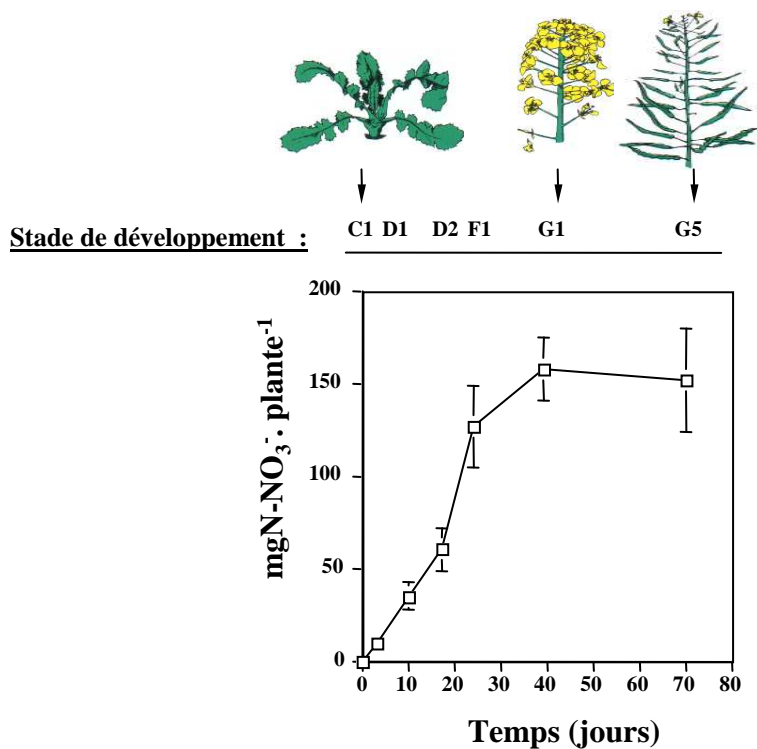 Stade de développement :
C1 D1 D2 F1 G1 G5
mgN-NO₃⁻. plante⁻¹
200
150
100
50
0
0 10 20 30 40 50 60 70 80
Temps (jours)